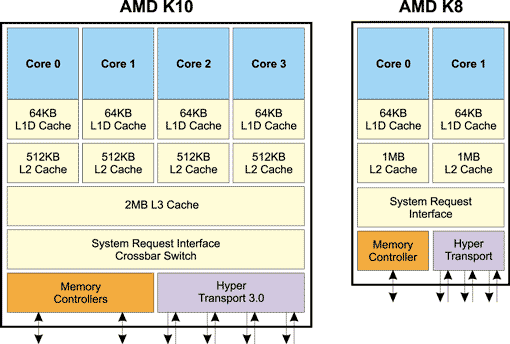 AMD K10
Core 0
Core 1
Core 2
Core 3
64KB
L1D Cache
64KB
L1D Cache
64KB
L1D Cache
64KB
L1D Cache
512KB
L2 Cache
512KB
L2 Cache
512KB
L2 Cache
512KB
L2 Cache
2MB L3 Cache
System Request Interface
Crossbar Switch
Memory
Controllers
Hyper
Transport 3.0
AMD K8
Core 0
Core 1
64KB
L1D Cache
64KB
L1D Cache
1MB
L2 Cache
1MB
L2 Cache
System Request
Interface
Memory
Controller
Hyper
Transport